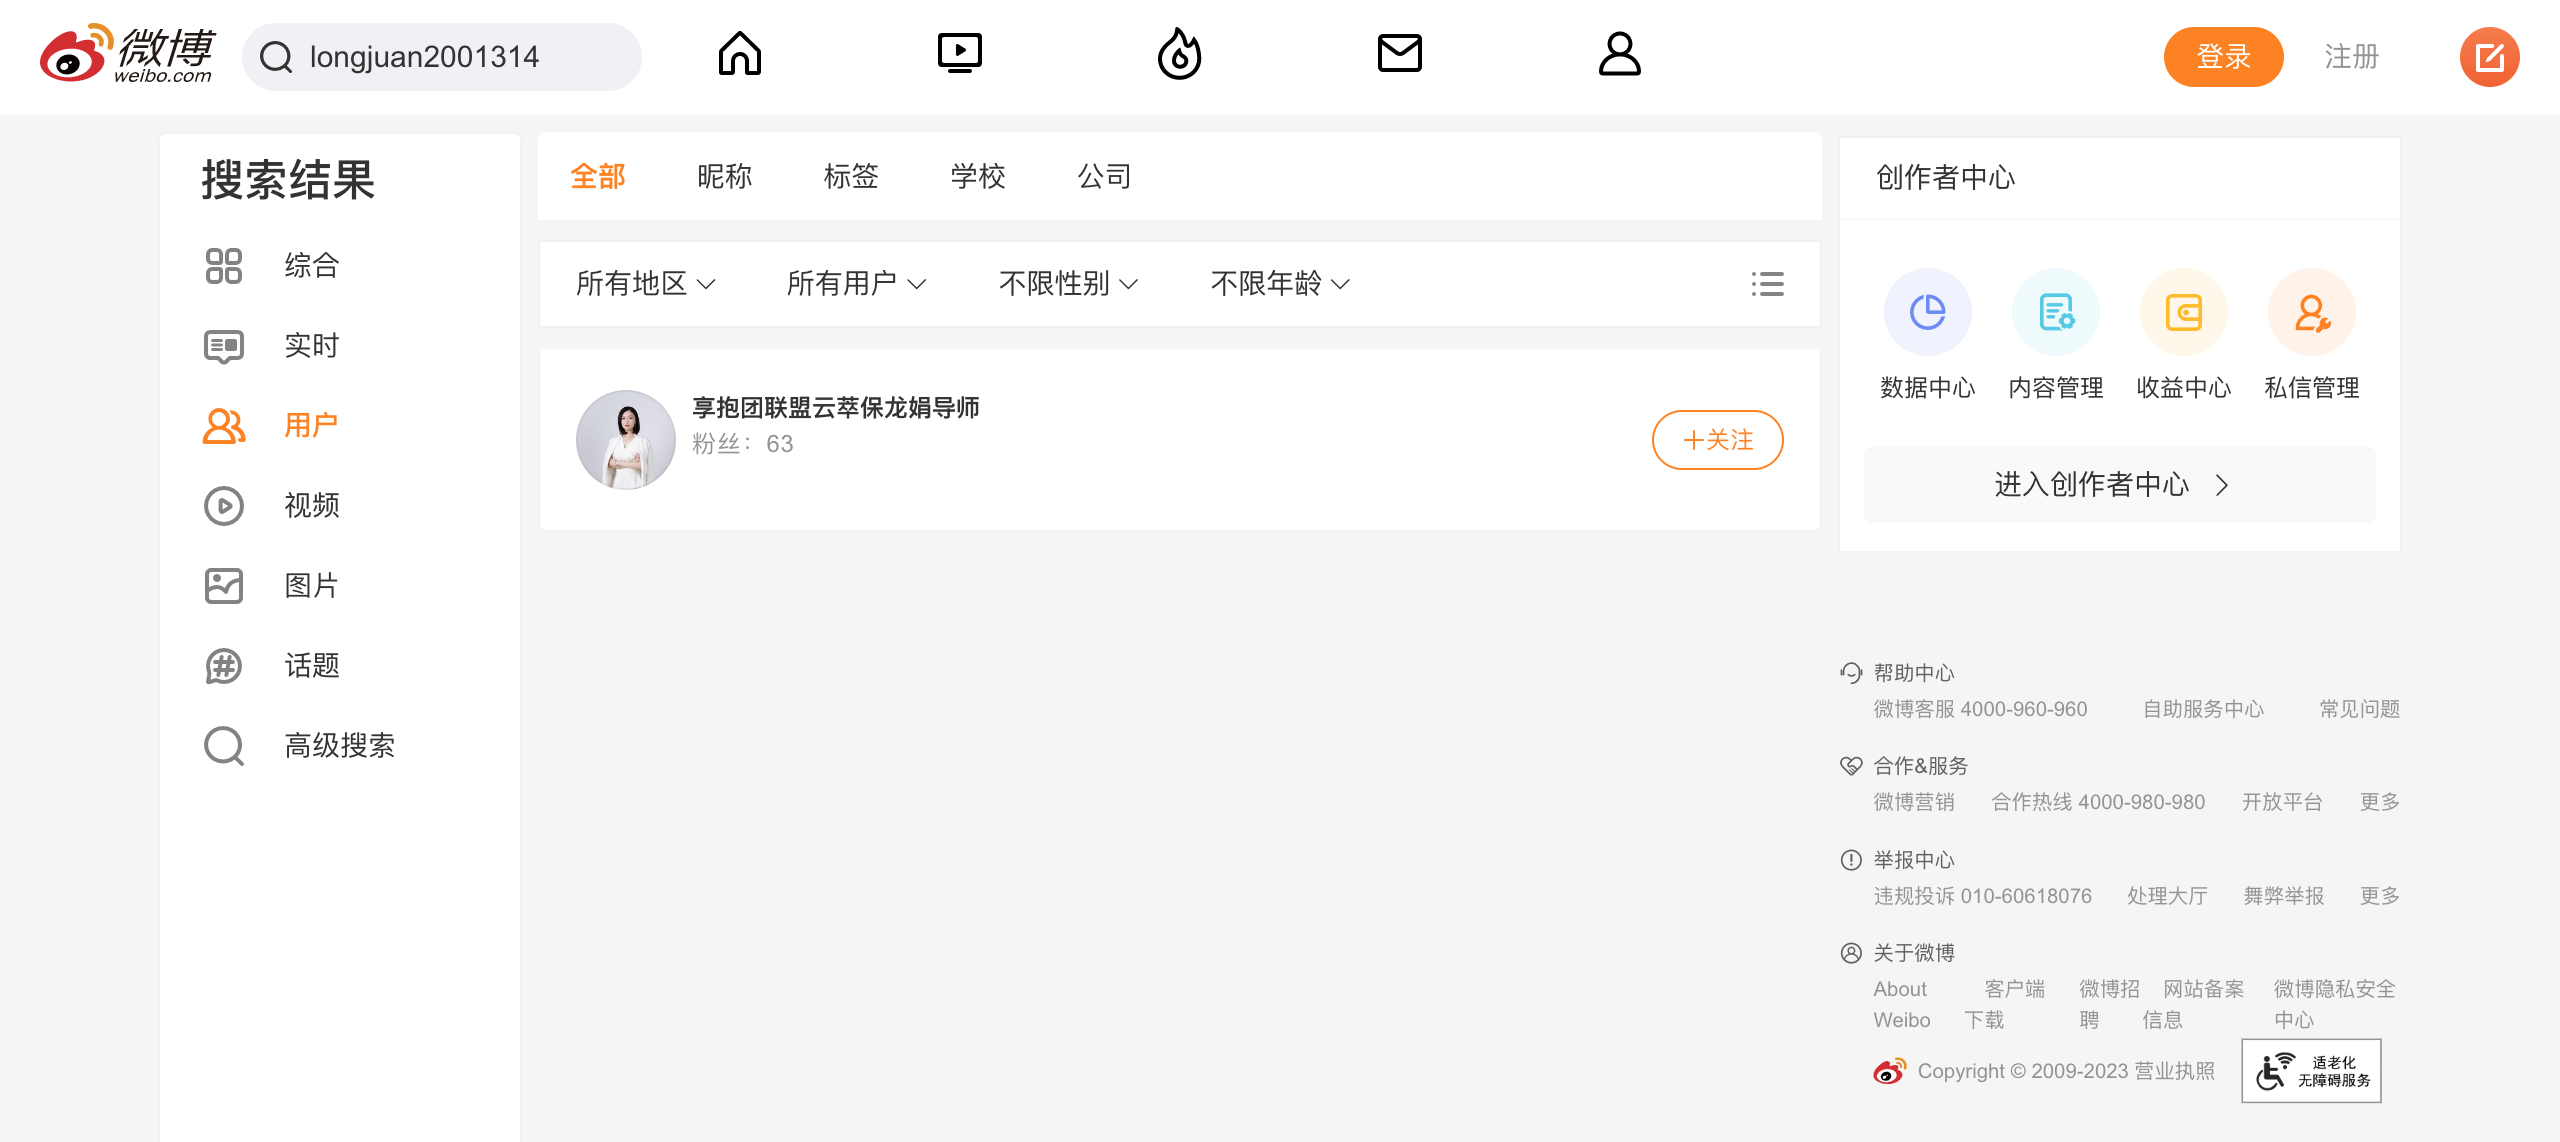 微博
weibo.com
longjuan2001314
登录
注册
搜索结果
综合
实时
用户
视频
图片
话题
高级搜索
全部
昵称
标签
学校
公司
所有地区
所有用户
不限性别
不限年龄
享抱团联盟云萃保龙娟导师
粉丝：63
+关注
创作者中心
数据中心
内容管理
收益中心
私信管理
进入创作者中心
帮助中心
微博客服 4000-960-960 自助服务中心 常见问题
合作&服务
微博营销 合作热线 4000-980-980 开放平台 更多
举报中心
违规投诉 010-60618076 处理大厅 舞弊举报 更多
关于微博
About Weibo
客户端下载
微博招聘
网站备案信息
微博隐私安全中心
Copyright © 2009-2023 营业执照
适老化
无障碍服务